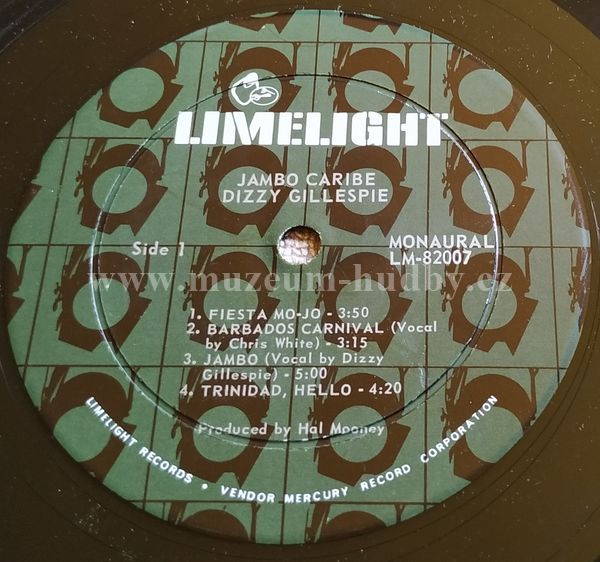 LIMELIGHT
JAMBO CARIBE
DIZZY GILLESPIE
Side 1
MONAURAL
LM-82007
www.muzeum-hudby.cz
1. FIESTA MO-JO - 3:50
2. BARBADOS CARNIVAL (Vocal
by Chris White) - 3:15
3. JAMBO (Vocal by Dizzy
Gillespie) - 5:00
4. TRINIDAD, HELLO - 4:20
Produced by Hal Mooney
LIMELIGHT RECORDS • VENDOR MERCURY RECORD CORPORATION